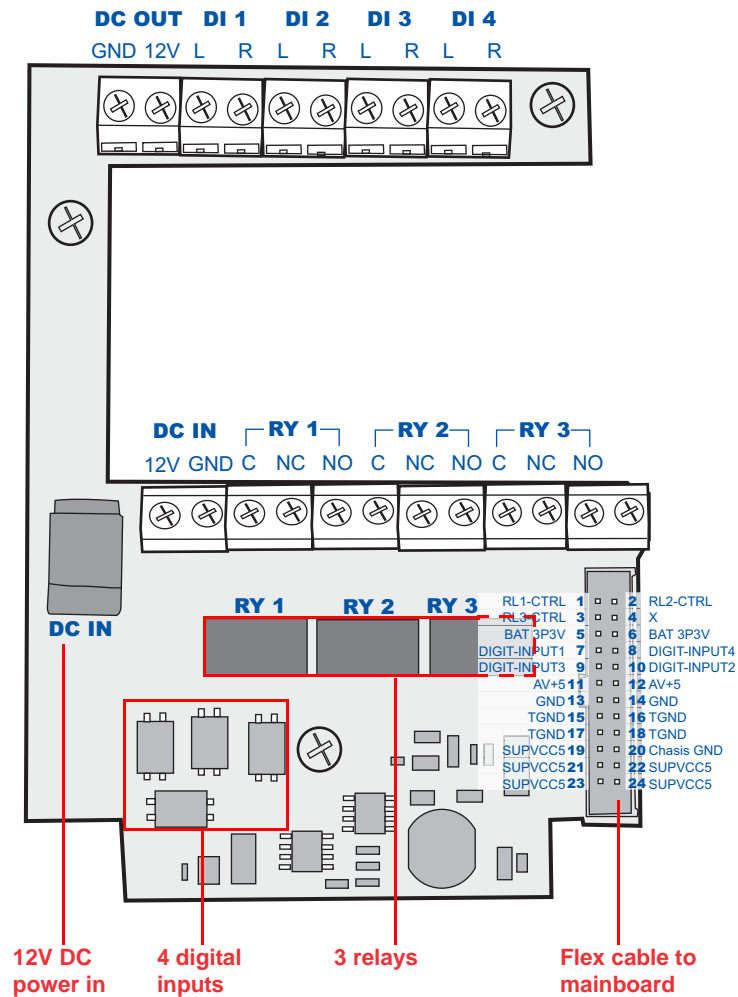 DC OUT DI 1 DI 2 DI 3 DI 4
GND 12V L R L R L R L R
DC IN RY 1 RY 2 RY 3
12V GND C NC NO C NC NO C NC NO
RY 1 RY 2 RY 3
DC IN
RL1-CTRL 1 2 RL2-CTRL
RL3-CTRL 3 4 X
BAT 3P3V 5 6 BAT 3P3V
DIGIT-INPUT1 7 8 DIGIT-INPUT4
DIGIT-INPUT3 9 10 DIGIT-INPUT2
AV+5 11 12 AV+5
GND 13 14 GND
TGND 15 16 TGND
TGND 17 18 TGND
SUPVCC5 19 20 Chasis GND
SUPVCC5 21 22 SUPVCC5
SUPVCC5 23 24 SUPVCC5
12V DC
power in
4 digital
inputs
3 relays
Flex cable to
mainboard